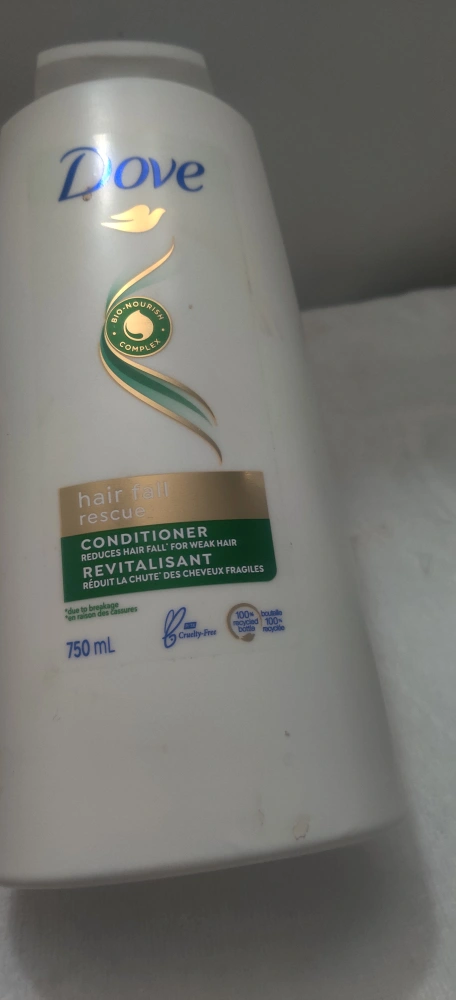 Dove
BIO-NOURISH
COMPLEX
hair fall
rescue
CONDITIONER
REDUCES HAIR FALL* FOR WEAK HAIR
REVITALISANT
RÉDUIT LA CHUTE* DES CHEVEUX FRAGILES
*due to breakage
*en raison des cassures
750 mL
Cruelty-Free
100%
recycled
bottle
bouteille
100%
recyclée